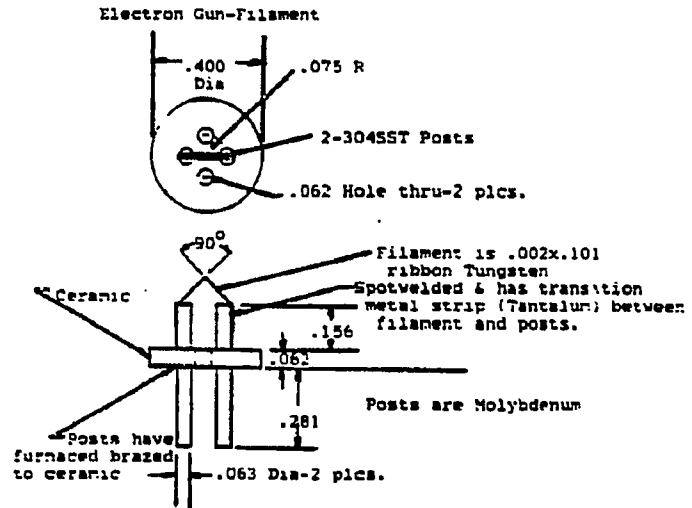 Electron Gun-Filament
.400
Dia
.075 R
2-3045ST Posts
.062 Hole thru-2 plcs.
90°
Filament is .002x.101
ribbon Tungsten
Spotwelded & has transition
metal strip (Tantalum) between
filament and posts.
Ceramic
.156
.062
.281
Posts are Molybdenum
Posts have
furnaced brazed
to ceramic
.063 Dia-2 plcs.